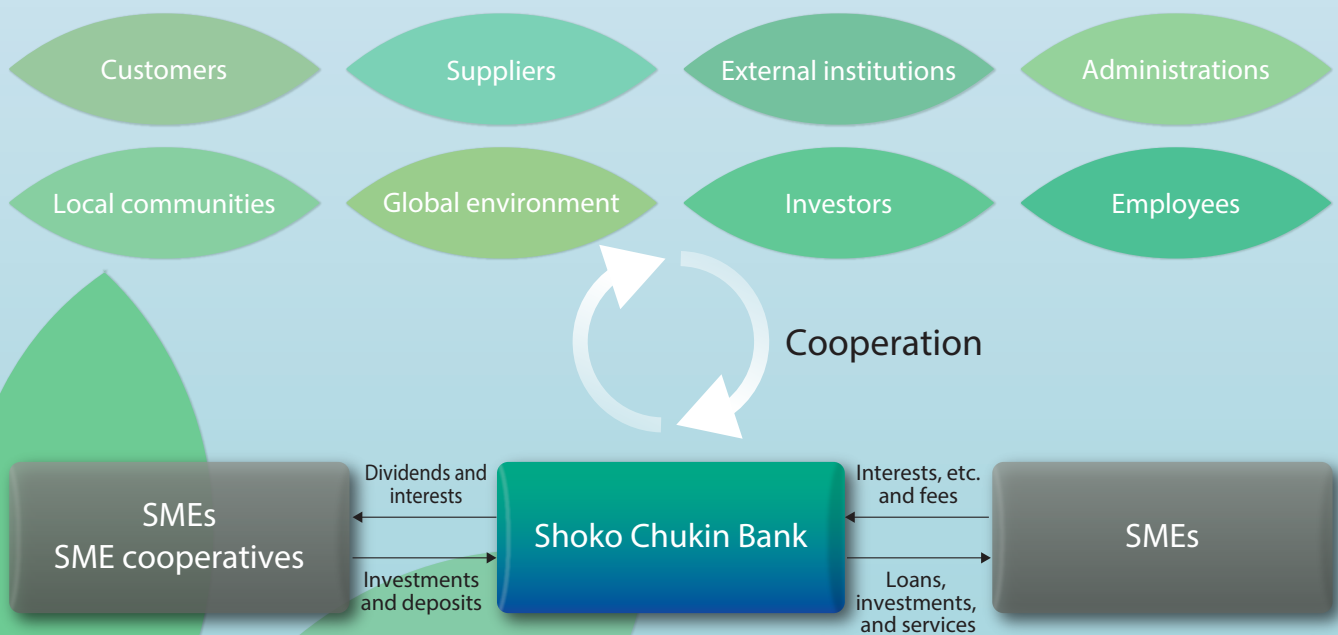 Customers
Suppliers
External institutions
Administrations
Local communities
Global environment
Investors
Employees
Cooperation
SMEs
SME cooperatives
Dividends and
interests
Investments
and deposits
Shoko Chukin Bank
Interests, etc.
and fees
Loans,
investments,
and services
SMEs